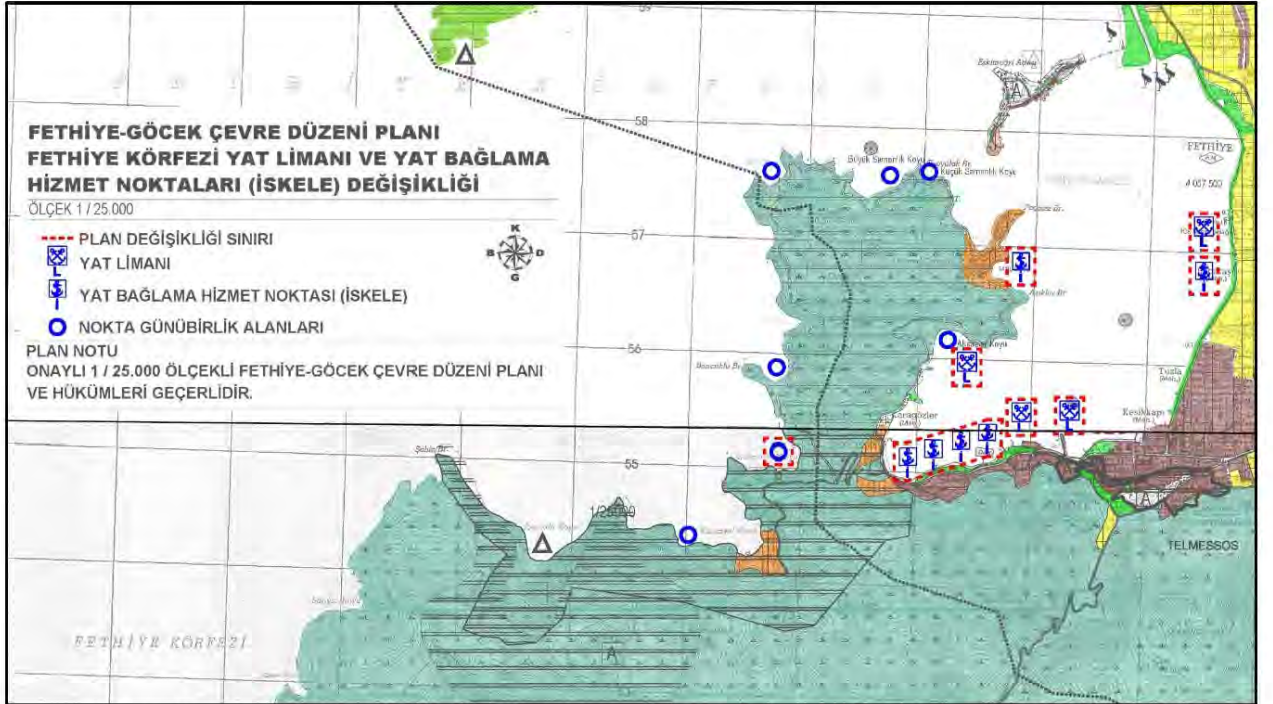 FETHİYE-GÖCEK ÇEVRE DÜZENİ PLANI
FETHİYE KÖRFEZİ YAT LİMANI VE YAT BAĞLAMA
HİZMET NOKTALARI (İSKELE) DEĞİŞİKLİĞİ
ÖLÇEK 1 / 25.000
PLAN DEĞİŞİKLİĞİ SINIRI
YAT LİMANI
YAT BAĞLAMA HİZMET NOKTASI (İSKELE)
NOKTA GÜNÜBİRLİK ALANLARI
PLAN NOTU
ONAYLI 1 / 25.000 ÖLÇEKLİ FETHİYE-GÖCEK ÇEVRE DÜZENİ PLANI
VE HÜKÜMLERİ GEÇERLİDİR.
K
B D
G
59
58
57
56
55
Büyük Samanlık Koyu
Küçük Samanlık Koyu
FETHİYE
A
Karagözler
Tuzla
Kesikkapı
1/25000
A
TELMESSOS
A
FETHİYE KÖRFEZİ